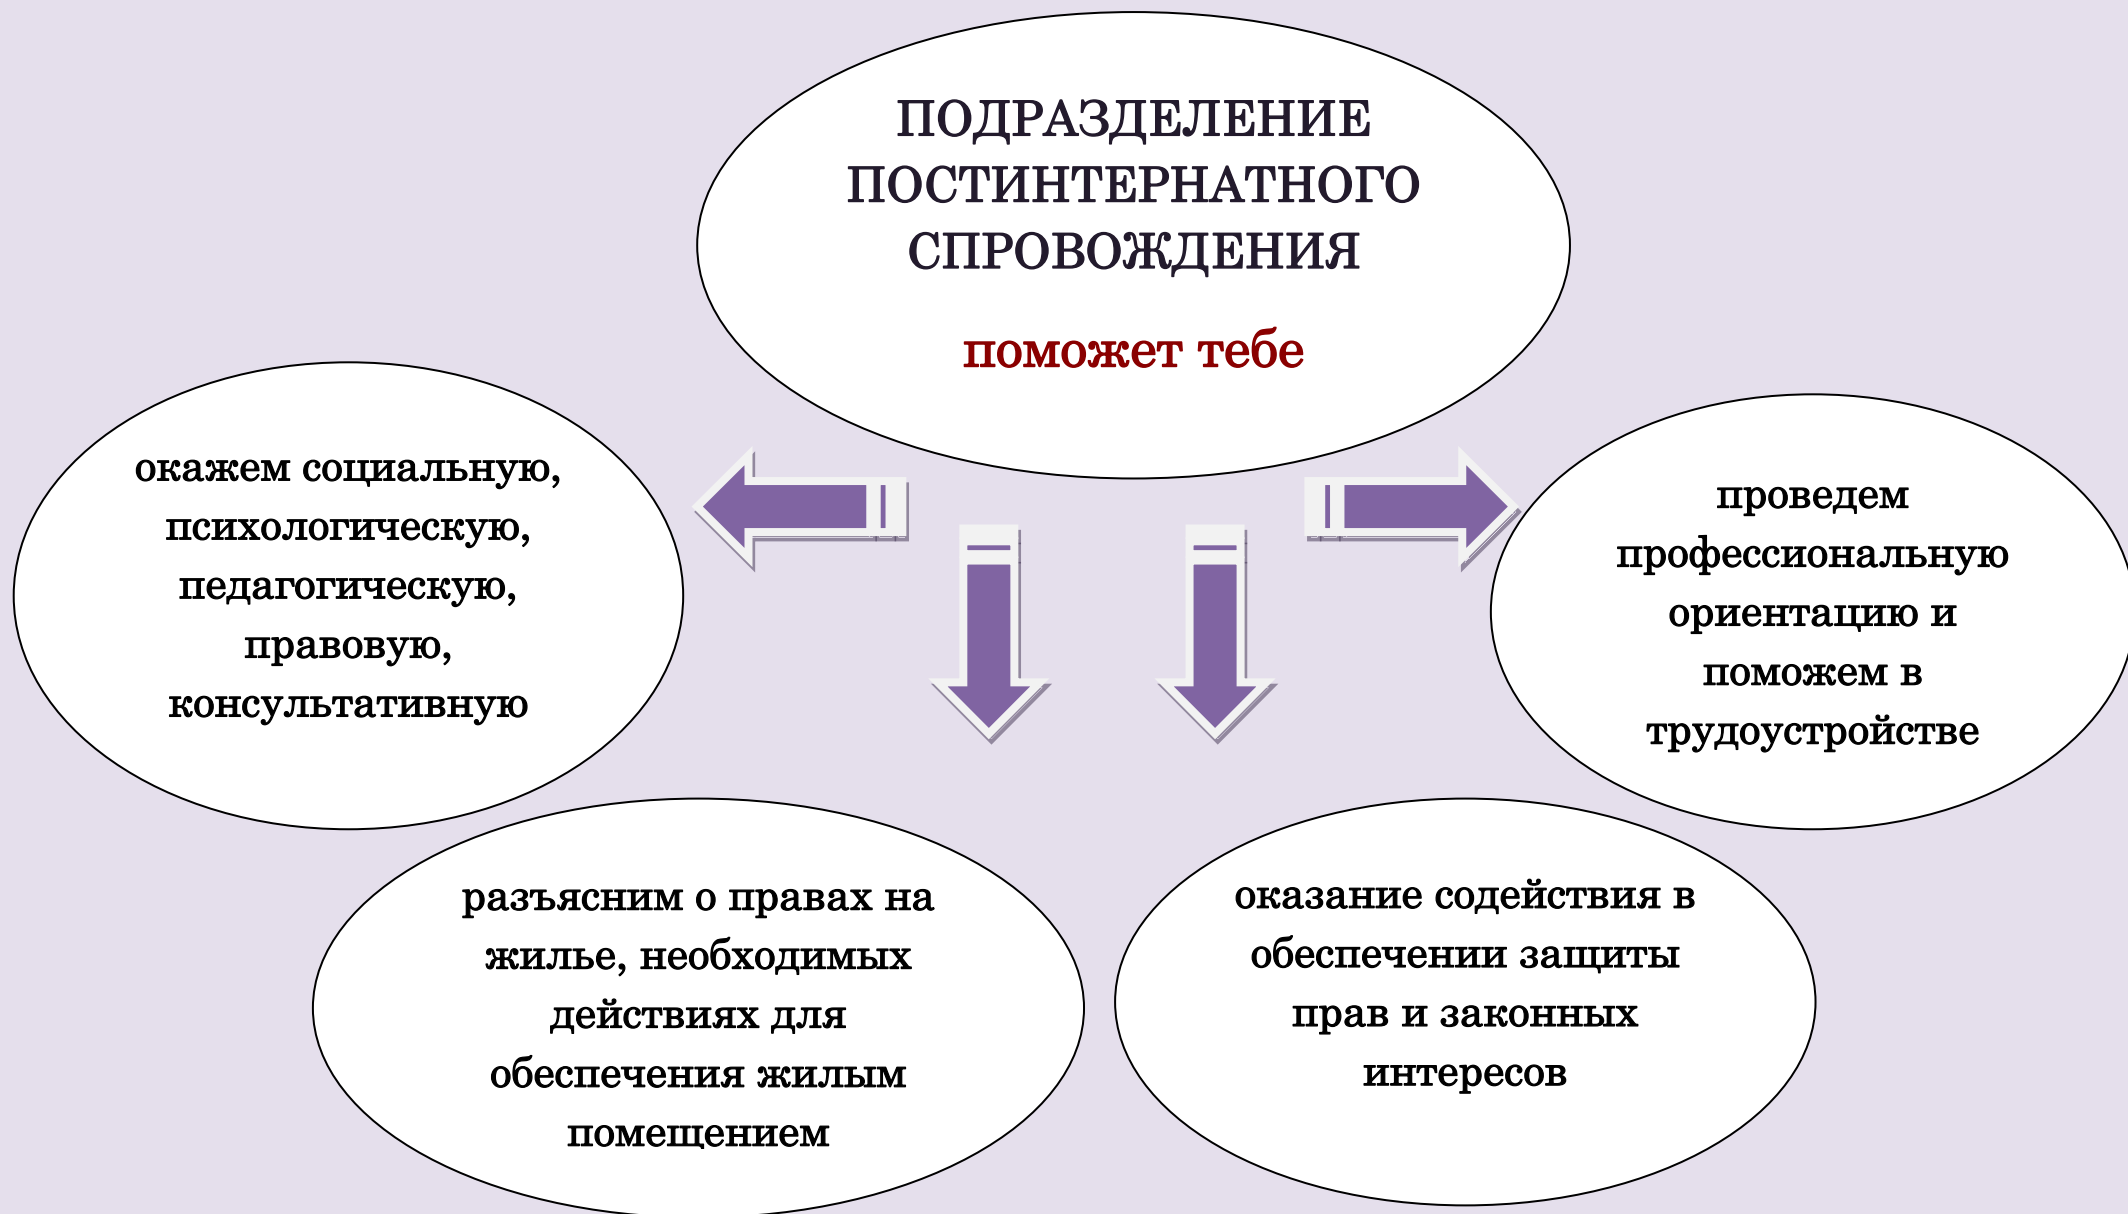 ПОДРАЗДЕЛЕНИЕ
ПОСТИНТЕРНАТНОГО
СПРОВОЖДЕНИЯ
поможет тебе
окажем социальную,
психологическую,
педагогическую,
правовую,
консультативную
проведем
профессиональную
ориентацию и
поможем в
трудоустройстве
разъясним о правах на
жилье, необходимых
действиях для
обеспечения жилым
помещением
оказание содействия в
обеспечении защиты
прав и законных
интересов